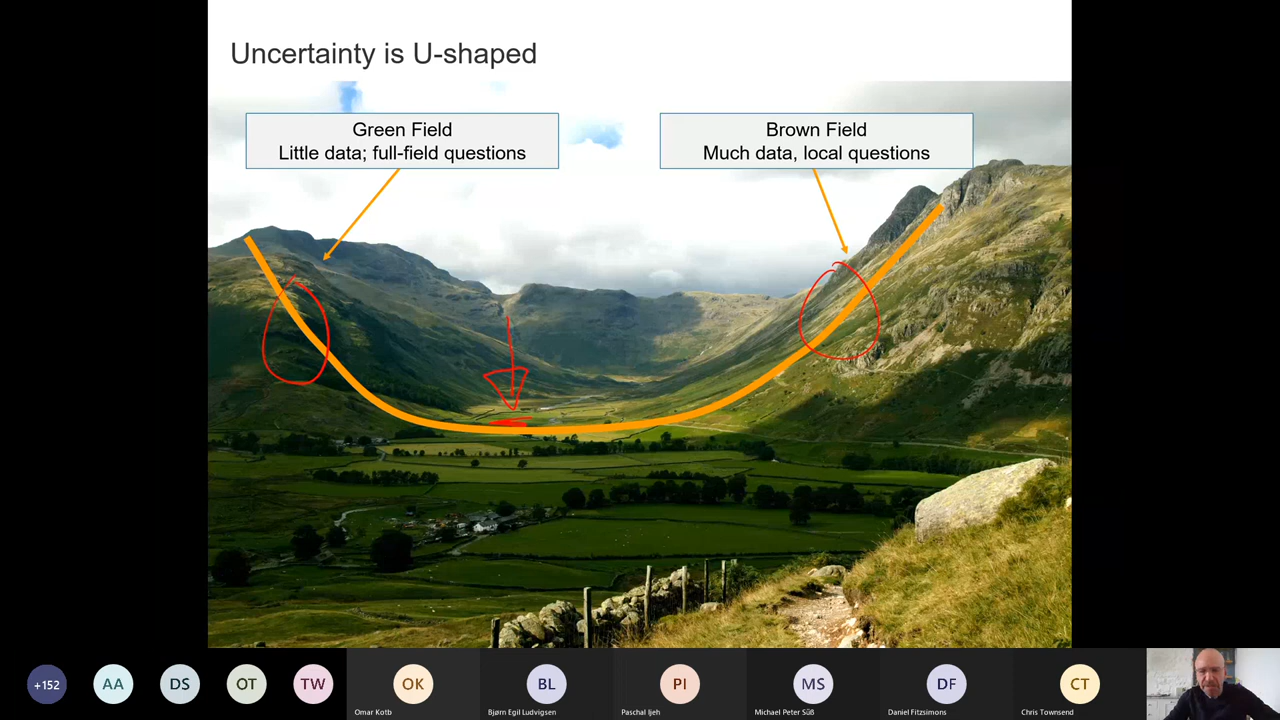 Uncertainty is U-shaped
Green Field
Little data; full-field questions
Brown Field
Much data, local questions
+152
AA
DS
OT
TW
OK
Omar Kotb
BL
Bjørn Egil Ludvigsen
PI
Paschal Ijeh
MS
Michael Peter Süß
DF
Daniel Fitzsimons
CT
Chris Townsend